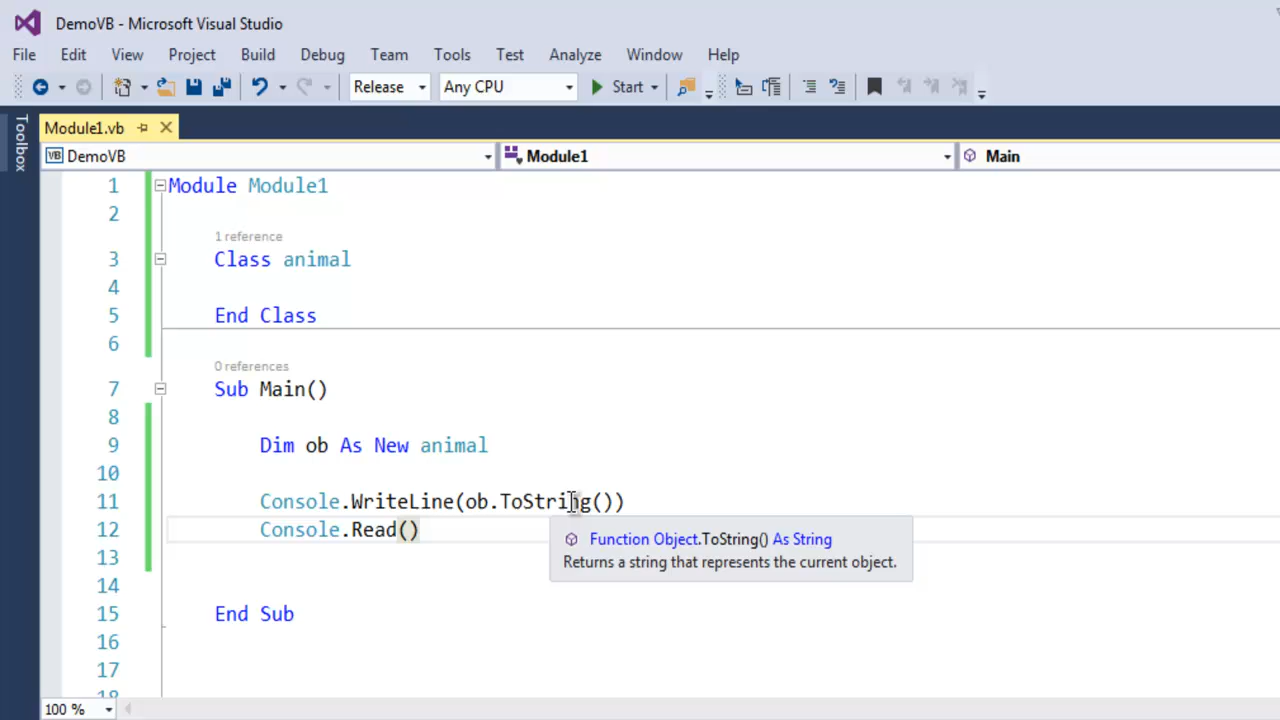 DemoVB - Microsoft Visual Studio
File Edit View Project Build Debug Team Tools Test Analyze Window Help
Release Any CPU Start
Toolbox
Module1.vb
VB DemoVB Module1 Main
1 Module Module1
2
1 reference
3 Class animal
4
5 End Class
6
0 references
7 Sub Main()
8
9 Dim ob As New animal
10
11 Console.WriteLine(ob.ToString())
12 Console.Read()
Function Object.ToString() As String
13
Returns a string that represents the current object.
14
15 End Sub
16
17
18
100 %